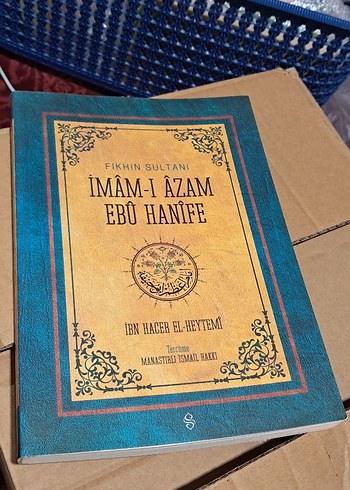 FIKHIN SULTANI
İMÂM-I ÂZAM
EBÛ HANÎFE
İBN HACER EL-HEYTEMÎ
Tercüme
MANASTIRLI İSMAİL HAKKI